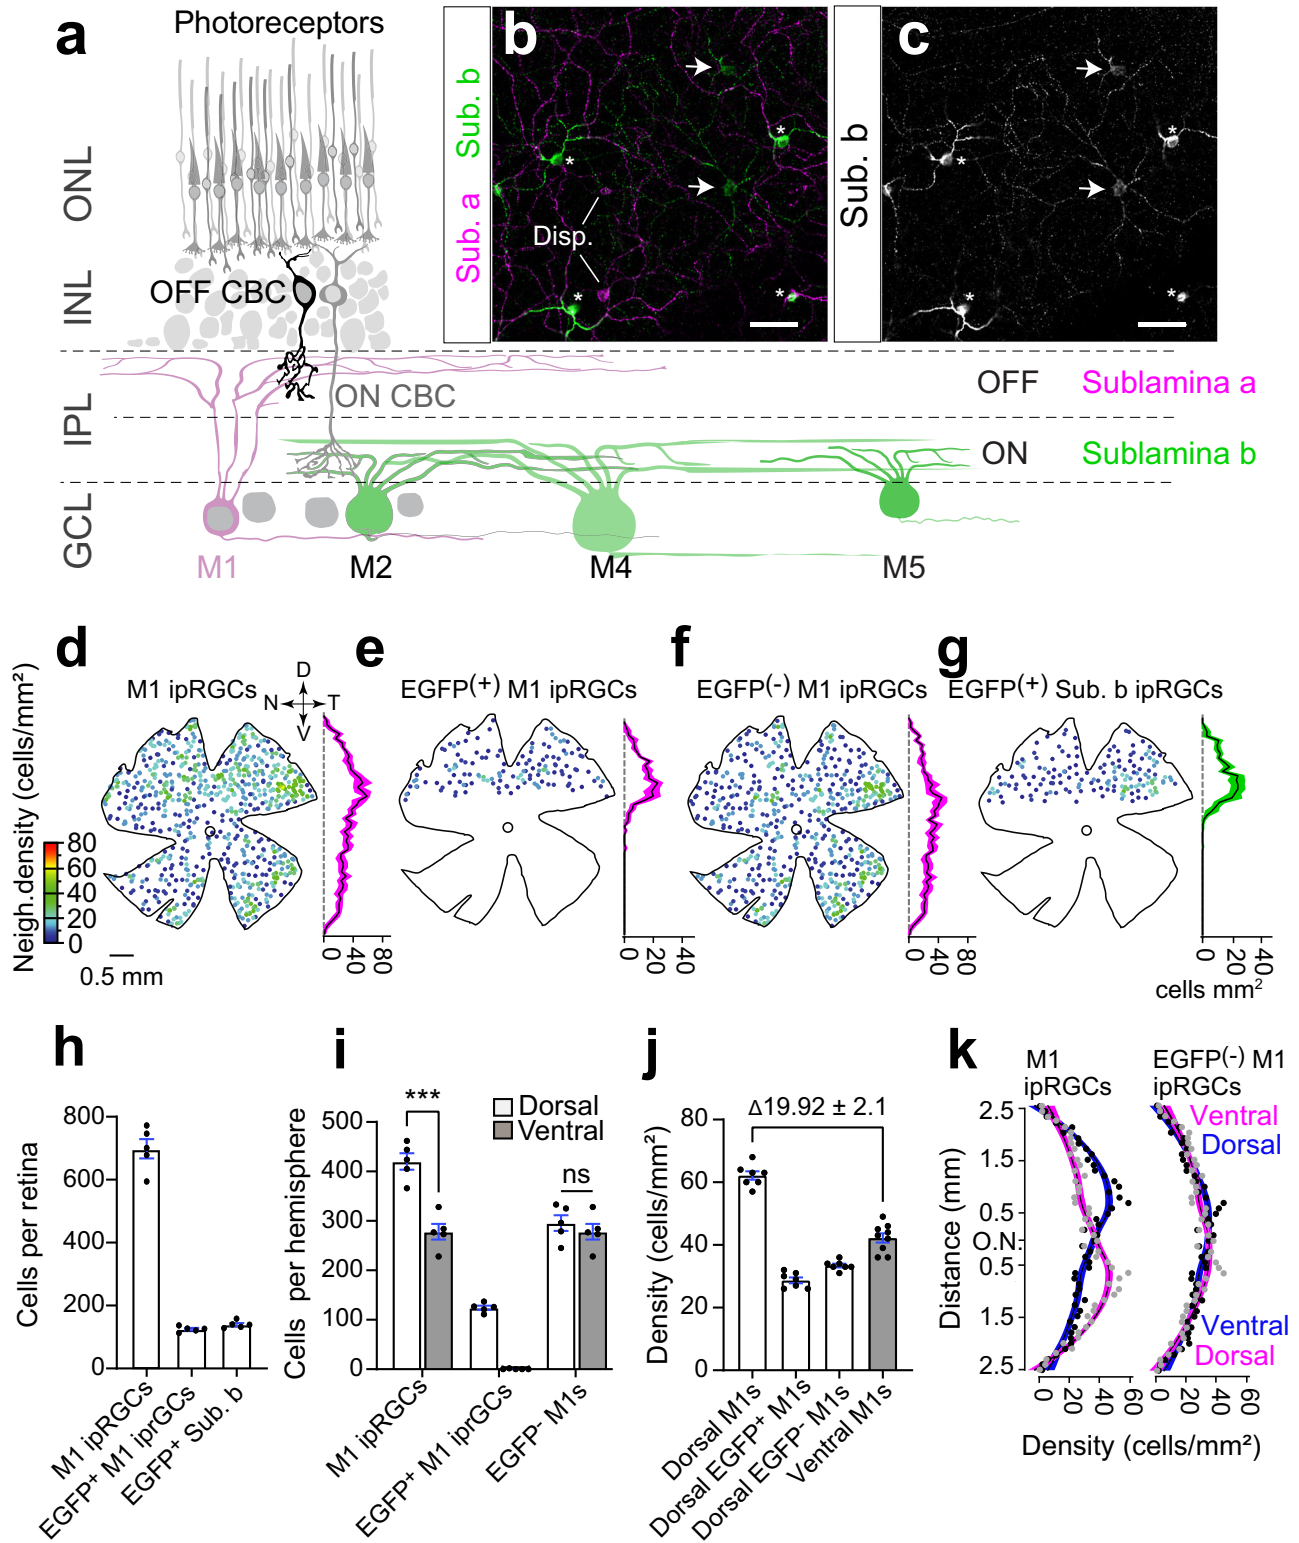 a
Photoreceptors
ONL
INL
IPL
GCL
OFF CBC
ON CBC
OFF
Sublamina a
ON
Sublamina b
M1
M2
M4
M5
b
Sub. a
Sub. b
*
*
*
*
Disp.
c
Sub. b
*
*
*
*
d
M1 ipRGCs
D
N
T
V
Neigh.density (cells/mm²)
80
60
40
20
0
0.5 mm
0
40
80
e
EGFP(+) M1 ipRGCs
0
20
40
f
EGFP(-) M1 ipRGCs
0
40
80
g
EGFP(+) Sub. b ipRGCs
0
20
40
cells mm²
h
Cells per retina
800
600
400
200
0
M1 ipRGCs
EGFP⁺ M1 iprGCs
EGFP⁺ Sub. b
i
Cells per hemisphere
500
400
300
200
100
0
***
ns
Dorsal
Ventral
M1 ipRGCs
EGFP⁺ M1 iprGCs
EGFP⁻ M1s
j
Density (cells/mm²)
80
60
40
20
0
Δ19.92 ± 2.1
Dorsal M1s
Dorsal EGFP⁺ M1s
Dorsal EGFP⁻ M1s
Ventral M1s
k
M1
ipRGCs
EGFP(-) M1
ipRGCs
Distance (mm)
2.5
1.5
0.5
O.N.
0.5
1.5
2.5
Ventral
Dorsal
Ventral
Dorsal
0
20
40
60
0
20
40
60
Density (cells/mm²)